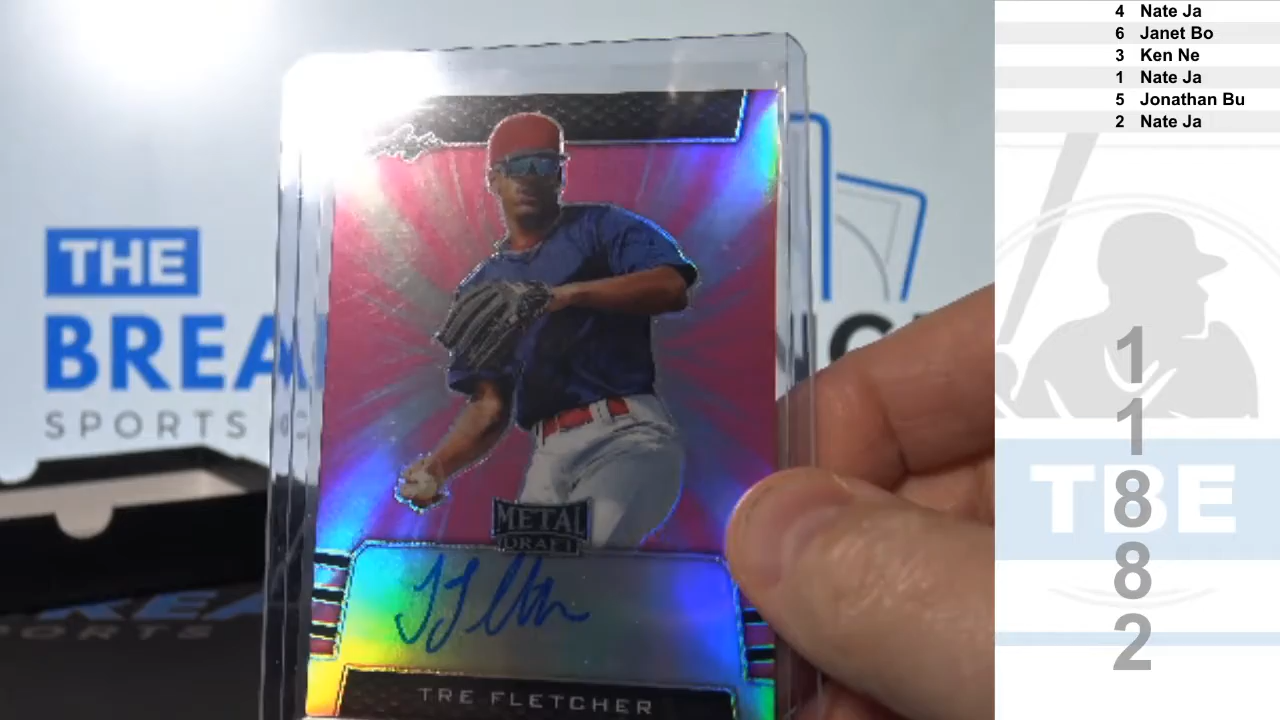 4 Nate Ja
6 Janet Bo
3 Ken Ne
1 Nate Ja
5 Jonathan Bu
2 Nate Ja
THE
BREA
SPORTS
METAL
DRAFT
TRE FLETCHER
TBE
1
1
8
8
2